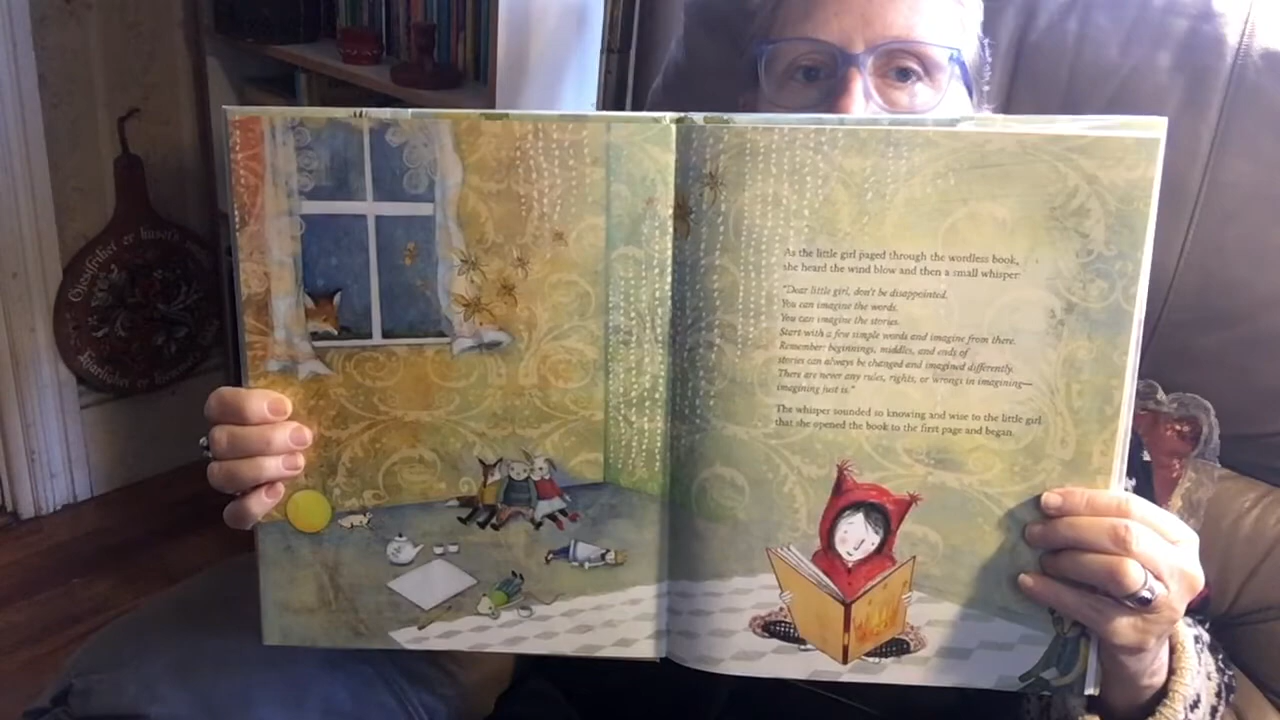 Gjestfrihet er huset's
As the little girl paged through the wordless book,
she heard the wind blow and then a small whisper:
"Dear little girl, don't be disappointed.
You can imagine the words.
You can imagine the stories.
Start with a few simple words and imagine from there.
Remember: beginnings, middles, and ends of
stories can always be changed and imagined differently.
There are never any rules, rights, or wrongs in imagining—
imagining just is."
The whisper sounded so knowing and wise to the little girl
that she opened the book to the first page and began.